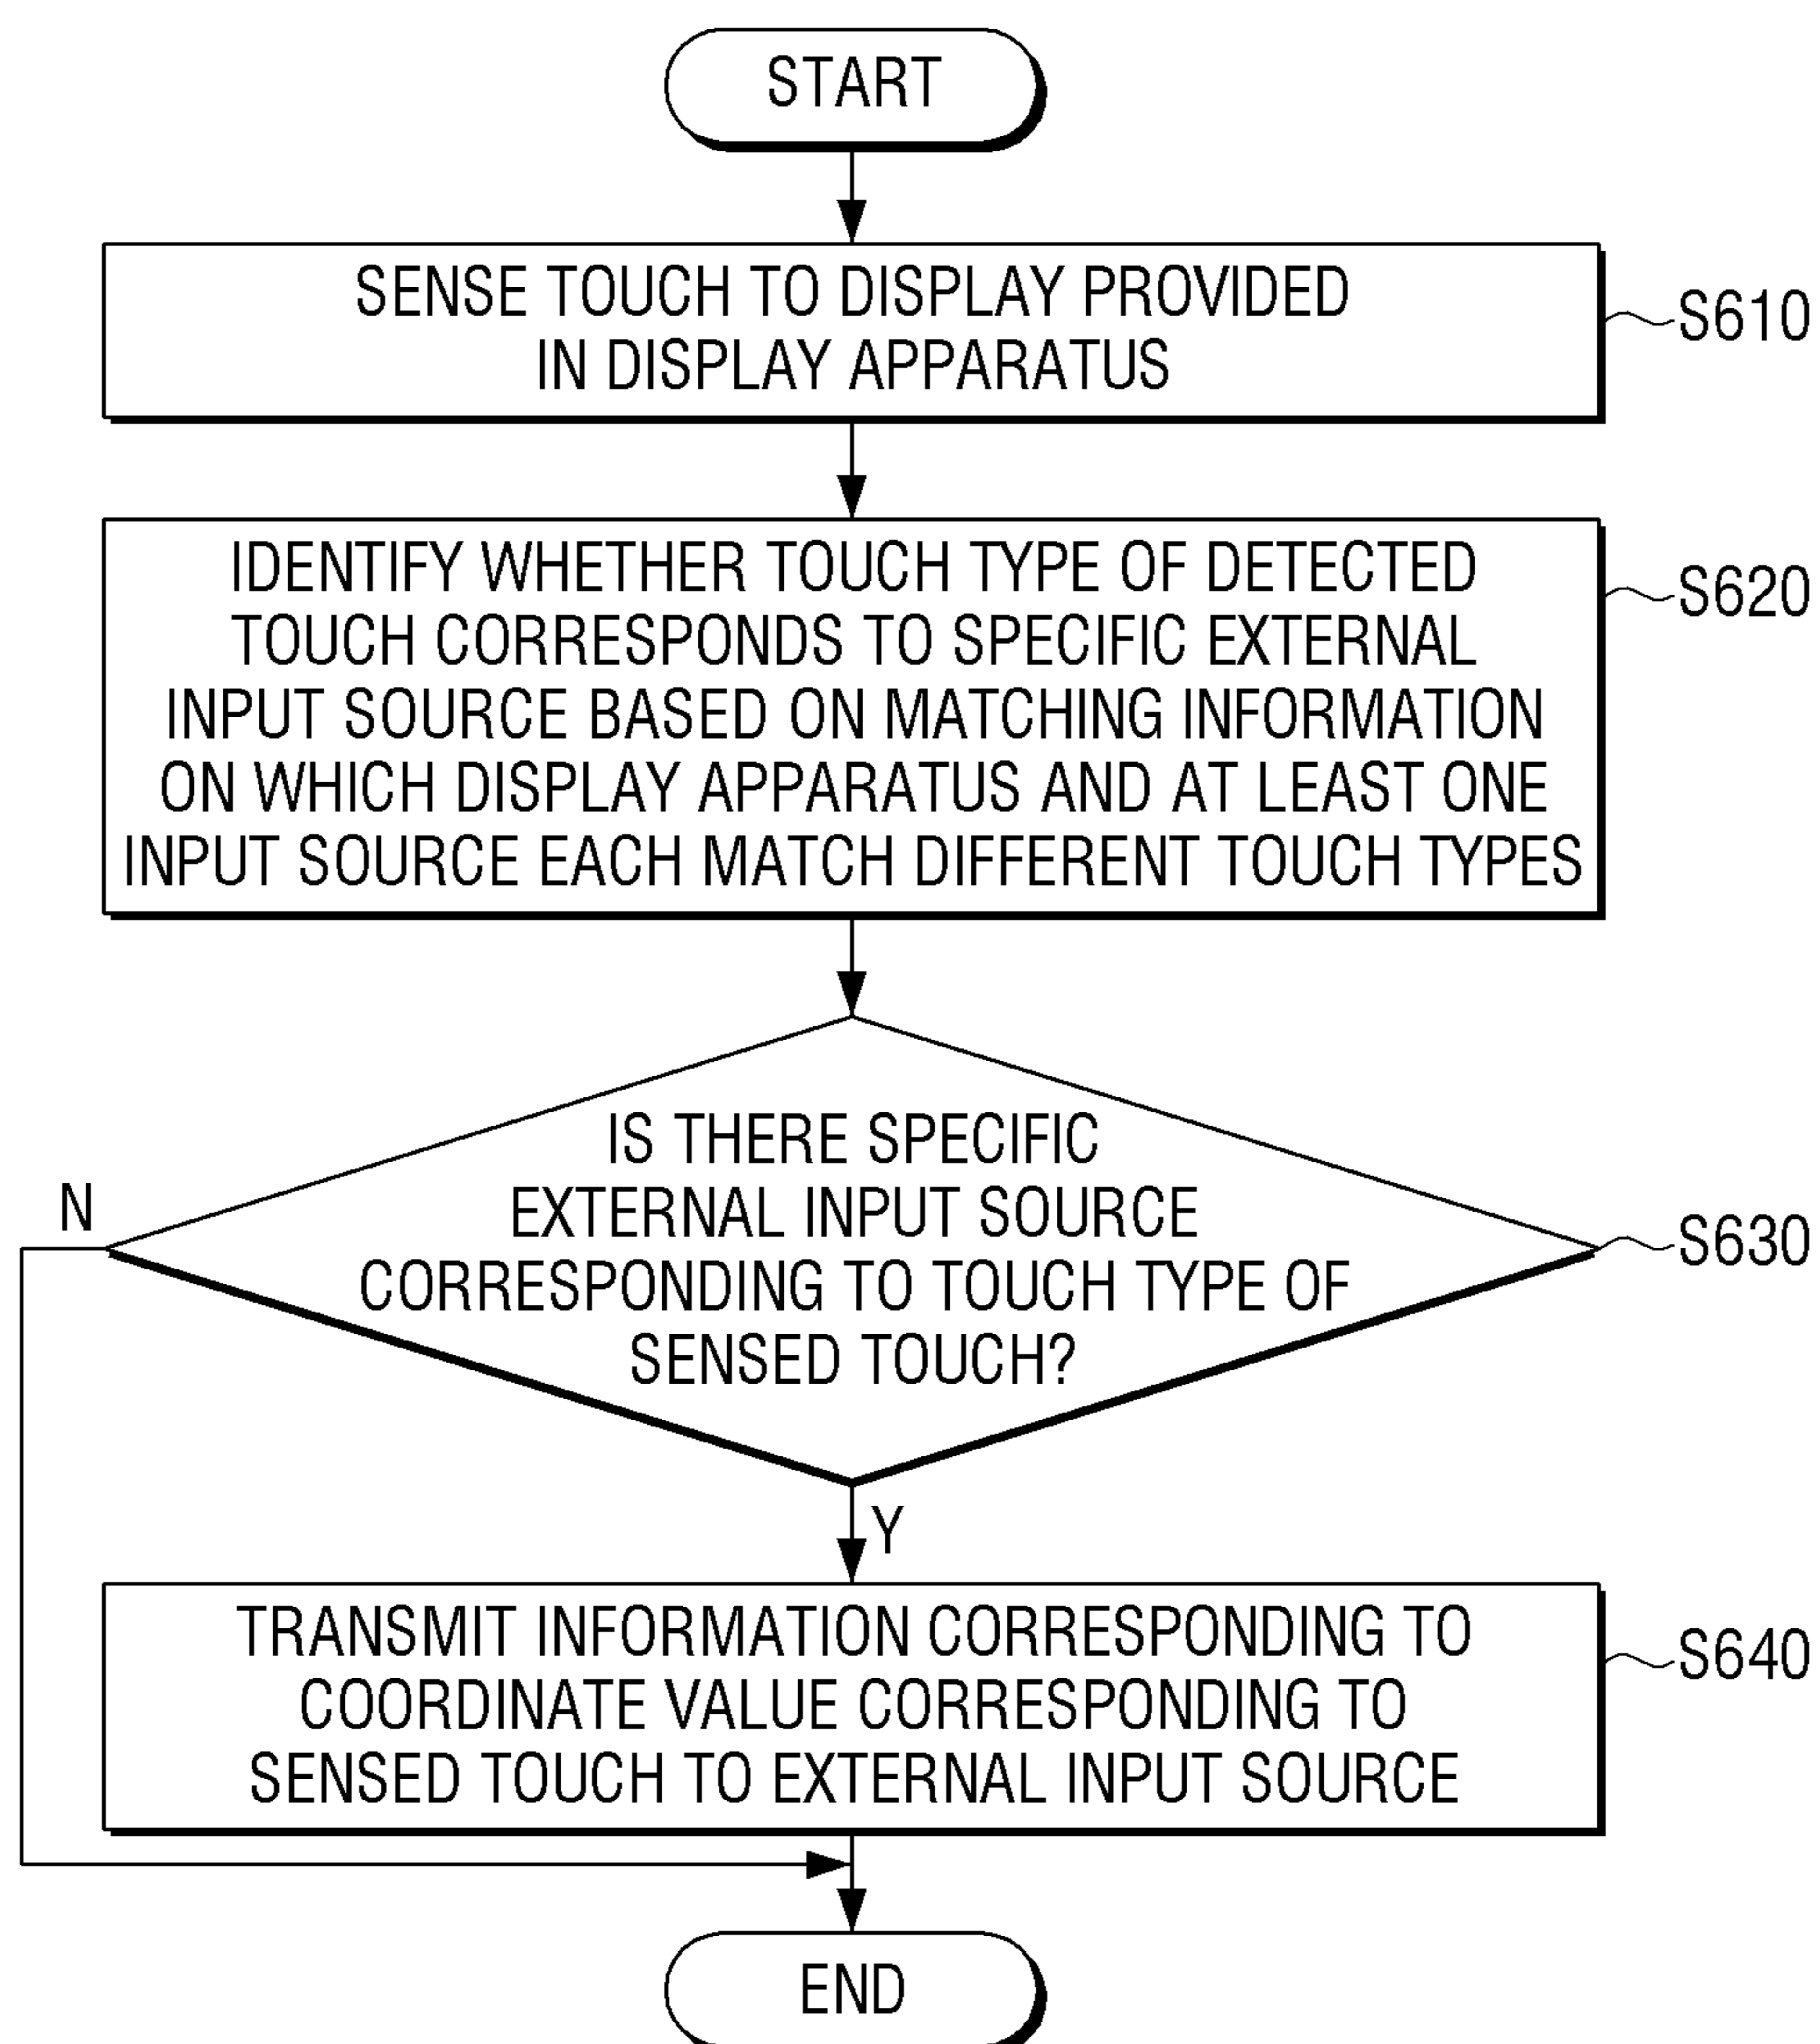 START
SENSE TOUCH TO DISPLAY PROVIDED
IN DISPLAY APPARATUS
S610
IDENTIFY WHETHER TOUCH TYPE OF DETECTED
TOUCH CORRESPONDS TO SPECIFIC EXTERNAL
INPUT SOURCE BASED ON MATCHING INFORMATION
ON WHICH DISPLAY APPARATUS AND AT LEAST ONE
INPUT SOURCE EACH MATCH DIFFERENT TOUCH TYPES
S620
IS THERE SPECIFIC
EXTERNAL INPUT SOURCE
CORRESPONDING TO TOUCH TYPE OF
SENSED TOUCH?
S630
N
Y
TRANSMIT INFORMATION CORRESPONDING TO
COORDINATE VALUE CORRESPONDING TO
SENSED TOUCH TO EXTERNAL INPUT SOURCE
S640
END